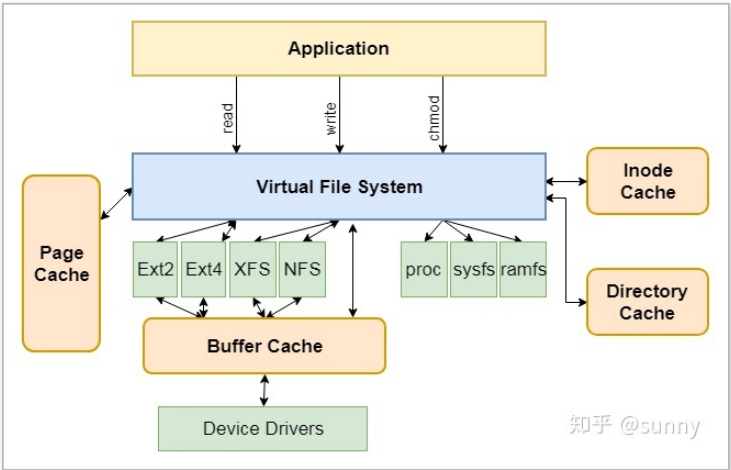 Application
read
write
chmod
Virtual File System
Inode
Cache
Page
Cache
Ext2
Ext4
XFS
NFS
proc
sysfs
ramfs
Directory
Cache
Buffer Cache
Device Drivers
知乎 @sunny